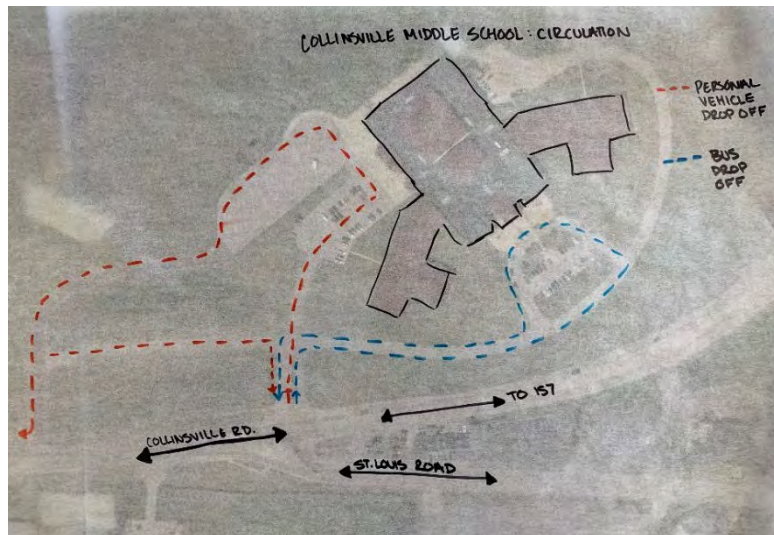 COLLINSVILLE MIDDLE SCHOOL: CIRCULATION
PERSONAL
VEHICLE
DROP OFF
BUS
DROP
OFF
TO 157
COLLINSVILLE RD.
ST. LOUIS ROAD